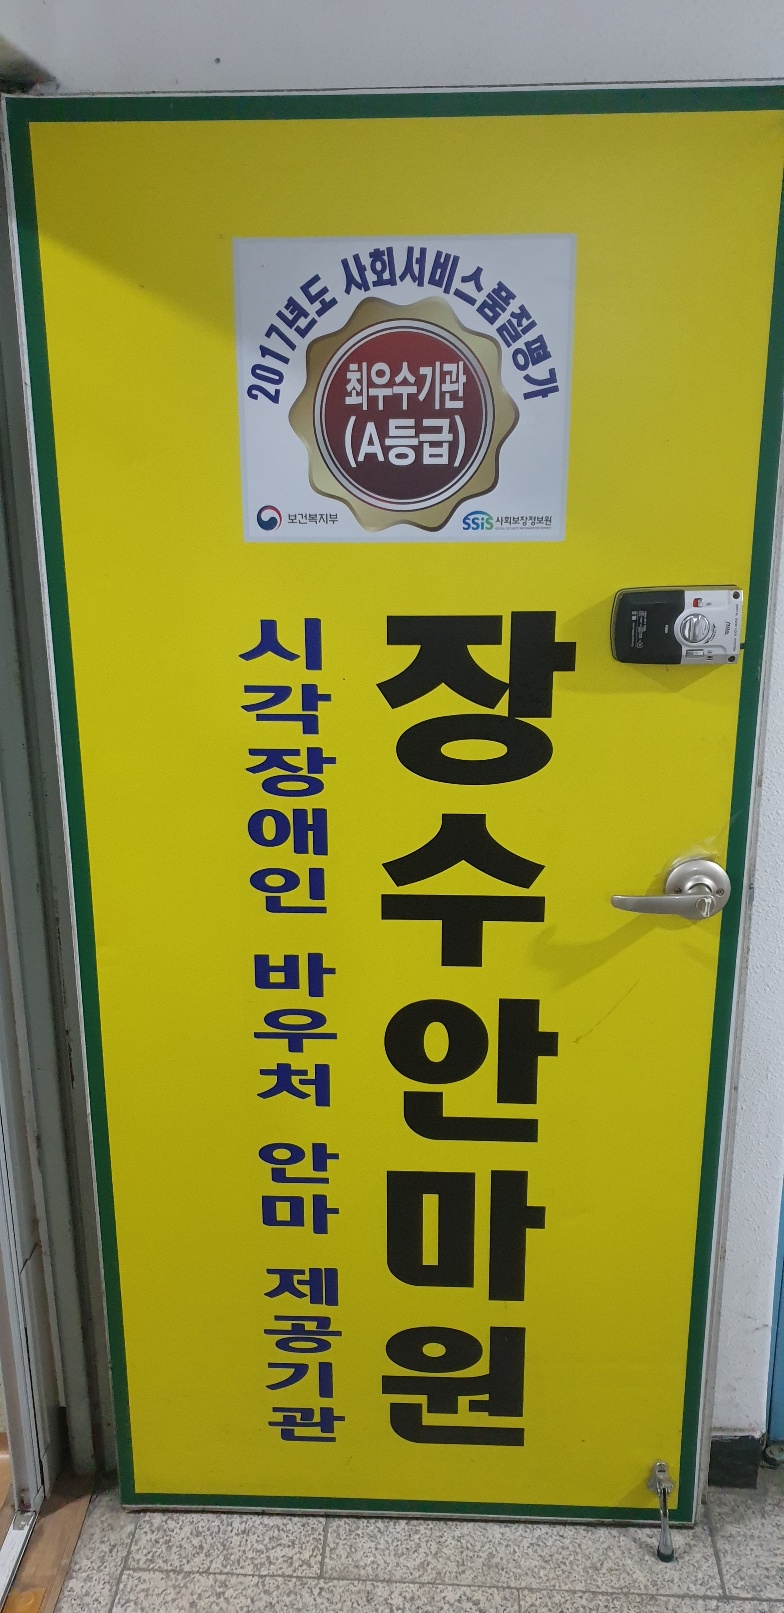 2017년도 사회서비스품질평가
최우수기관
(A등급)
보건복지부
SSiS 사회보장정보원
장수안마원
시각장애인 바우처 안마 제공기관